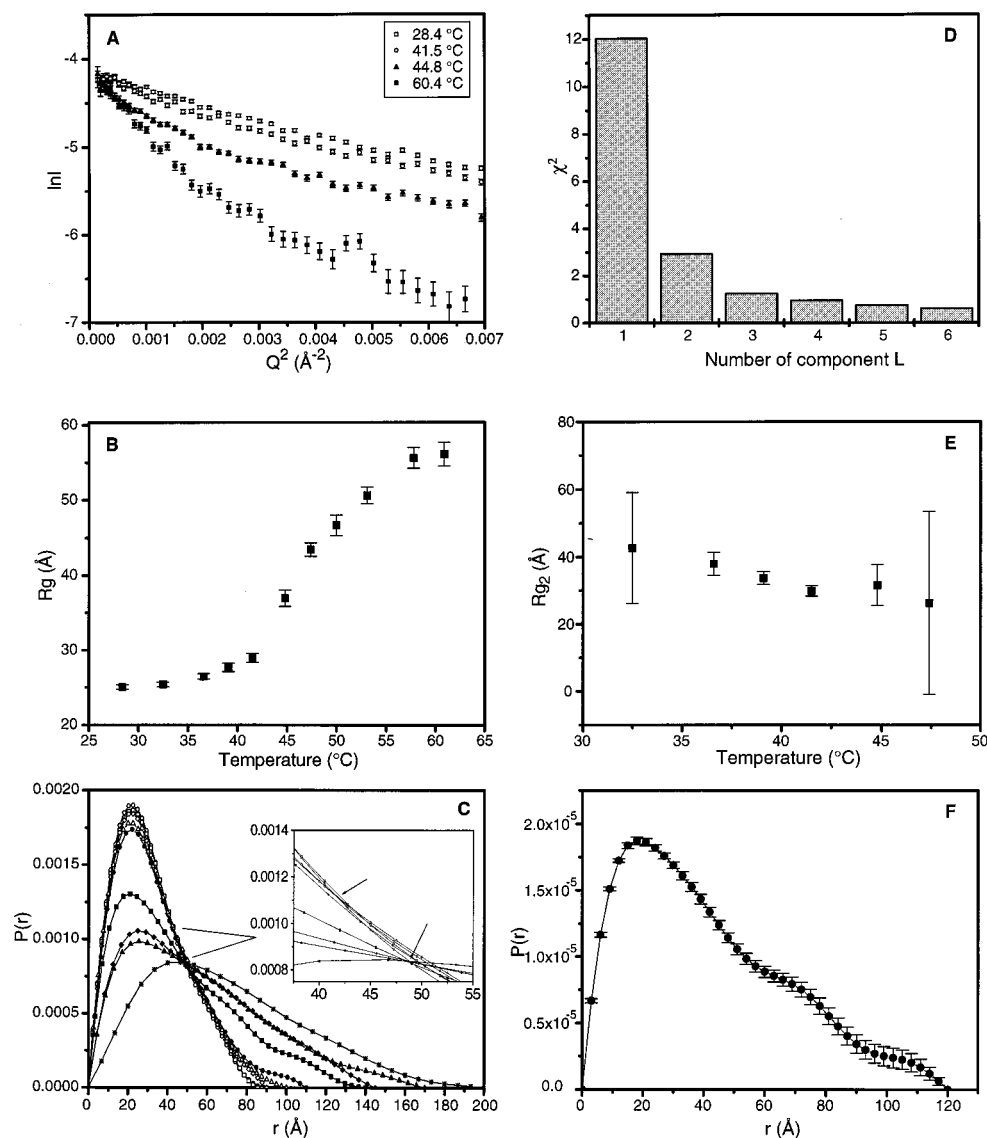 A
28.4 °C
41.5 °C
44.8 °C
60.4 °C
-4
-5
-6
-7
lnI
0.000 0.001 0.002 0.003 0.004 0.005 0.006 0.007
Q² (Å⁻²)
D
12
10
8
6
4
2
0
χ²
1 2 3 4 5 6
Number of component L
B
60
50
40
30
20
Rg (Å)
25 30 35 40 45 50 55 60 65
Temperature (°C)
E
80
60
40
20
0
Rg₂ (Å)
30 35 40 45 50
Temperature (°C)
C
0.0020
0.0015
0.0010
0.0005
0.0000
P(r)
0 20 40 60 80 100 120 140 160 180 200
r (Å)
0.0014
0.0012
0.0010
0.0008
40 45 50 55
F
2.0x10⁻⁵
1.5x10⁻⁵
1.0x10⁻⁵
0.5x10⁻⁵
0.0
P(r)
0 20 40 60 80 100 120
r (Å)